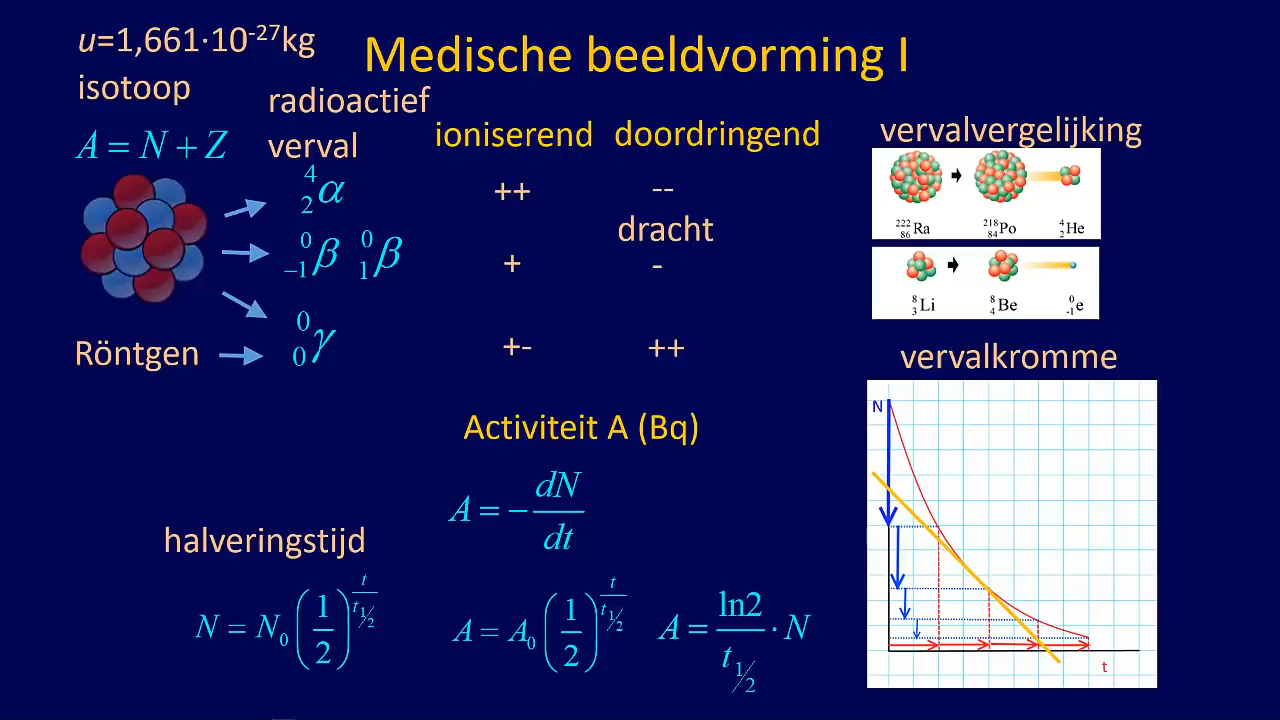 u=1,661·10⁻²⁷kg
Medische beeldvorming I
isotoop
radioactief
verval
ioniserend
doordringend
vervalvergelijking
A = N + Z
⁴₂α
++
--
²²²₈₆Ra
²¹⁸₈₄Po
⁴₂He
dracht
⁰₋₁β ⁰₁β
+
-
⁸₃Li
⁸₄Be
⁰₋₁e
⁰₀γ
Röntgen
+-
++
vervalkromme
N
t
Activiteit A (Bq)
A = − dN/dt
halveringstijd
N = N₀ (1/2)^(t/t½)
A = A₀ (1/2)^(t/t½)
A = ln2/t½ · N